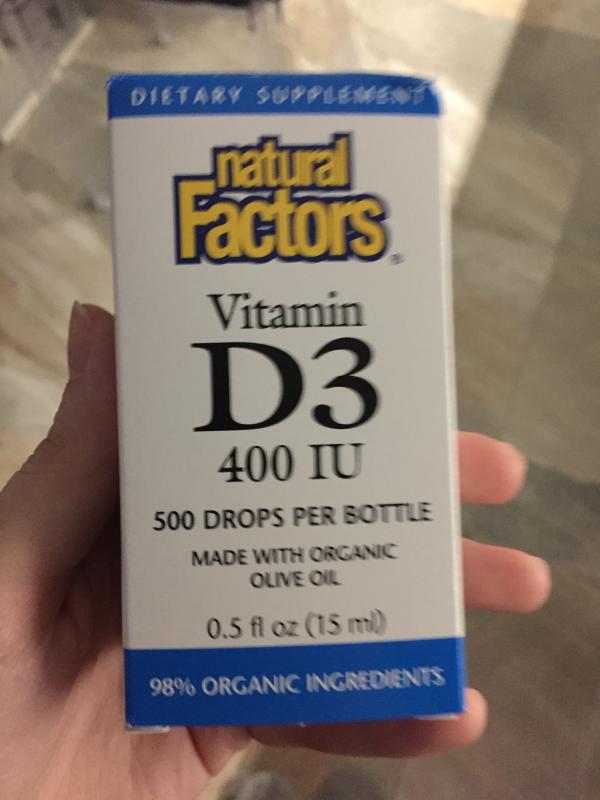 DIETARY SUPPLEMENT
natural
Factors®
Vitamin
D3
400 IU
500 DROPS PER BOTTLE
MADE WITH ORGANIC
OLIVE OIL
0.5 fl oz (15 ml)
98% ORGANIC INGREDIENTS